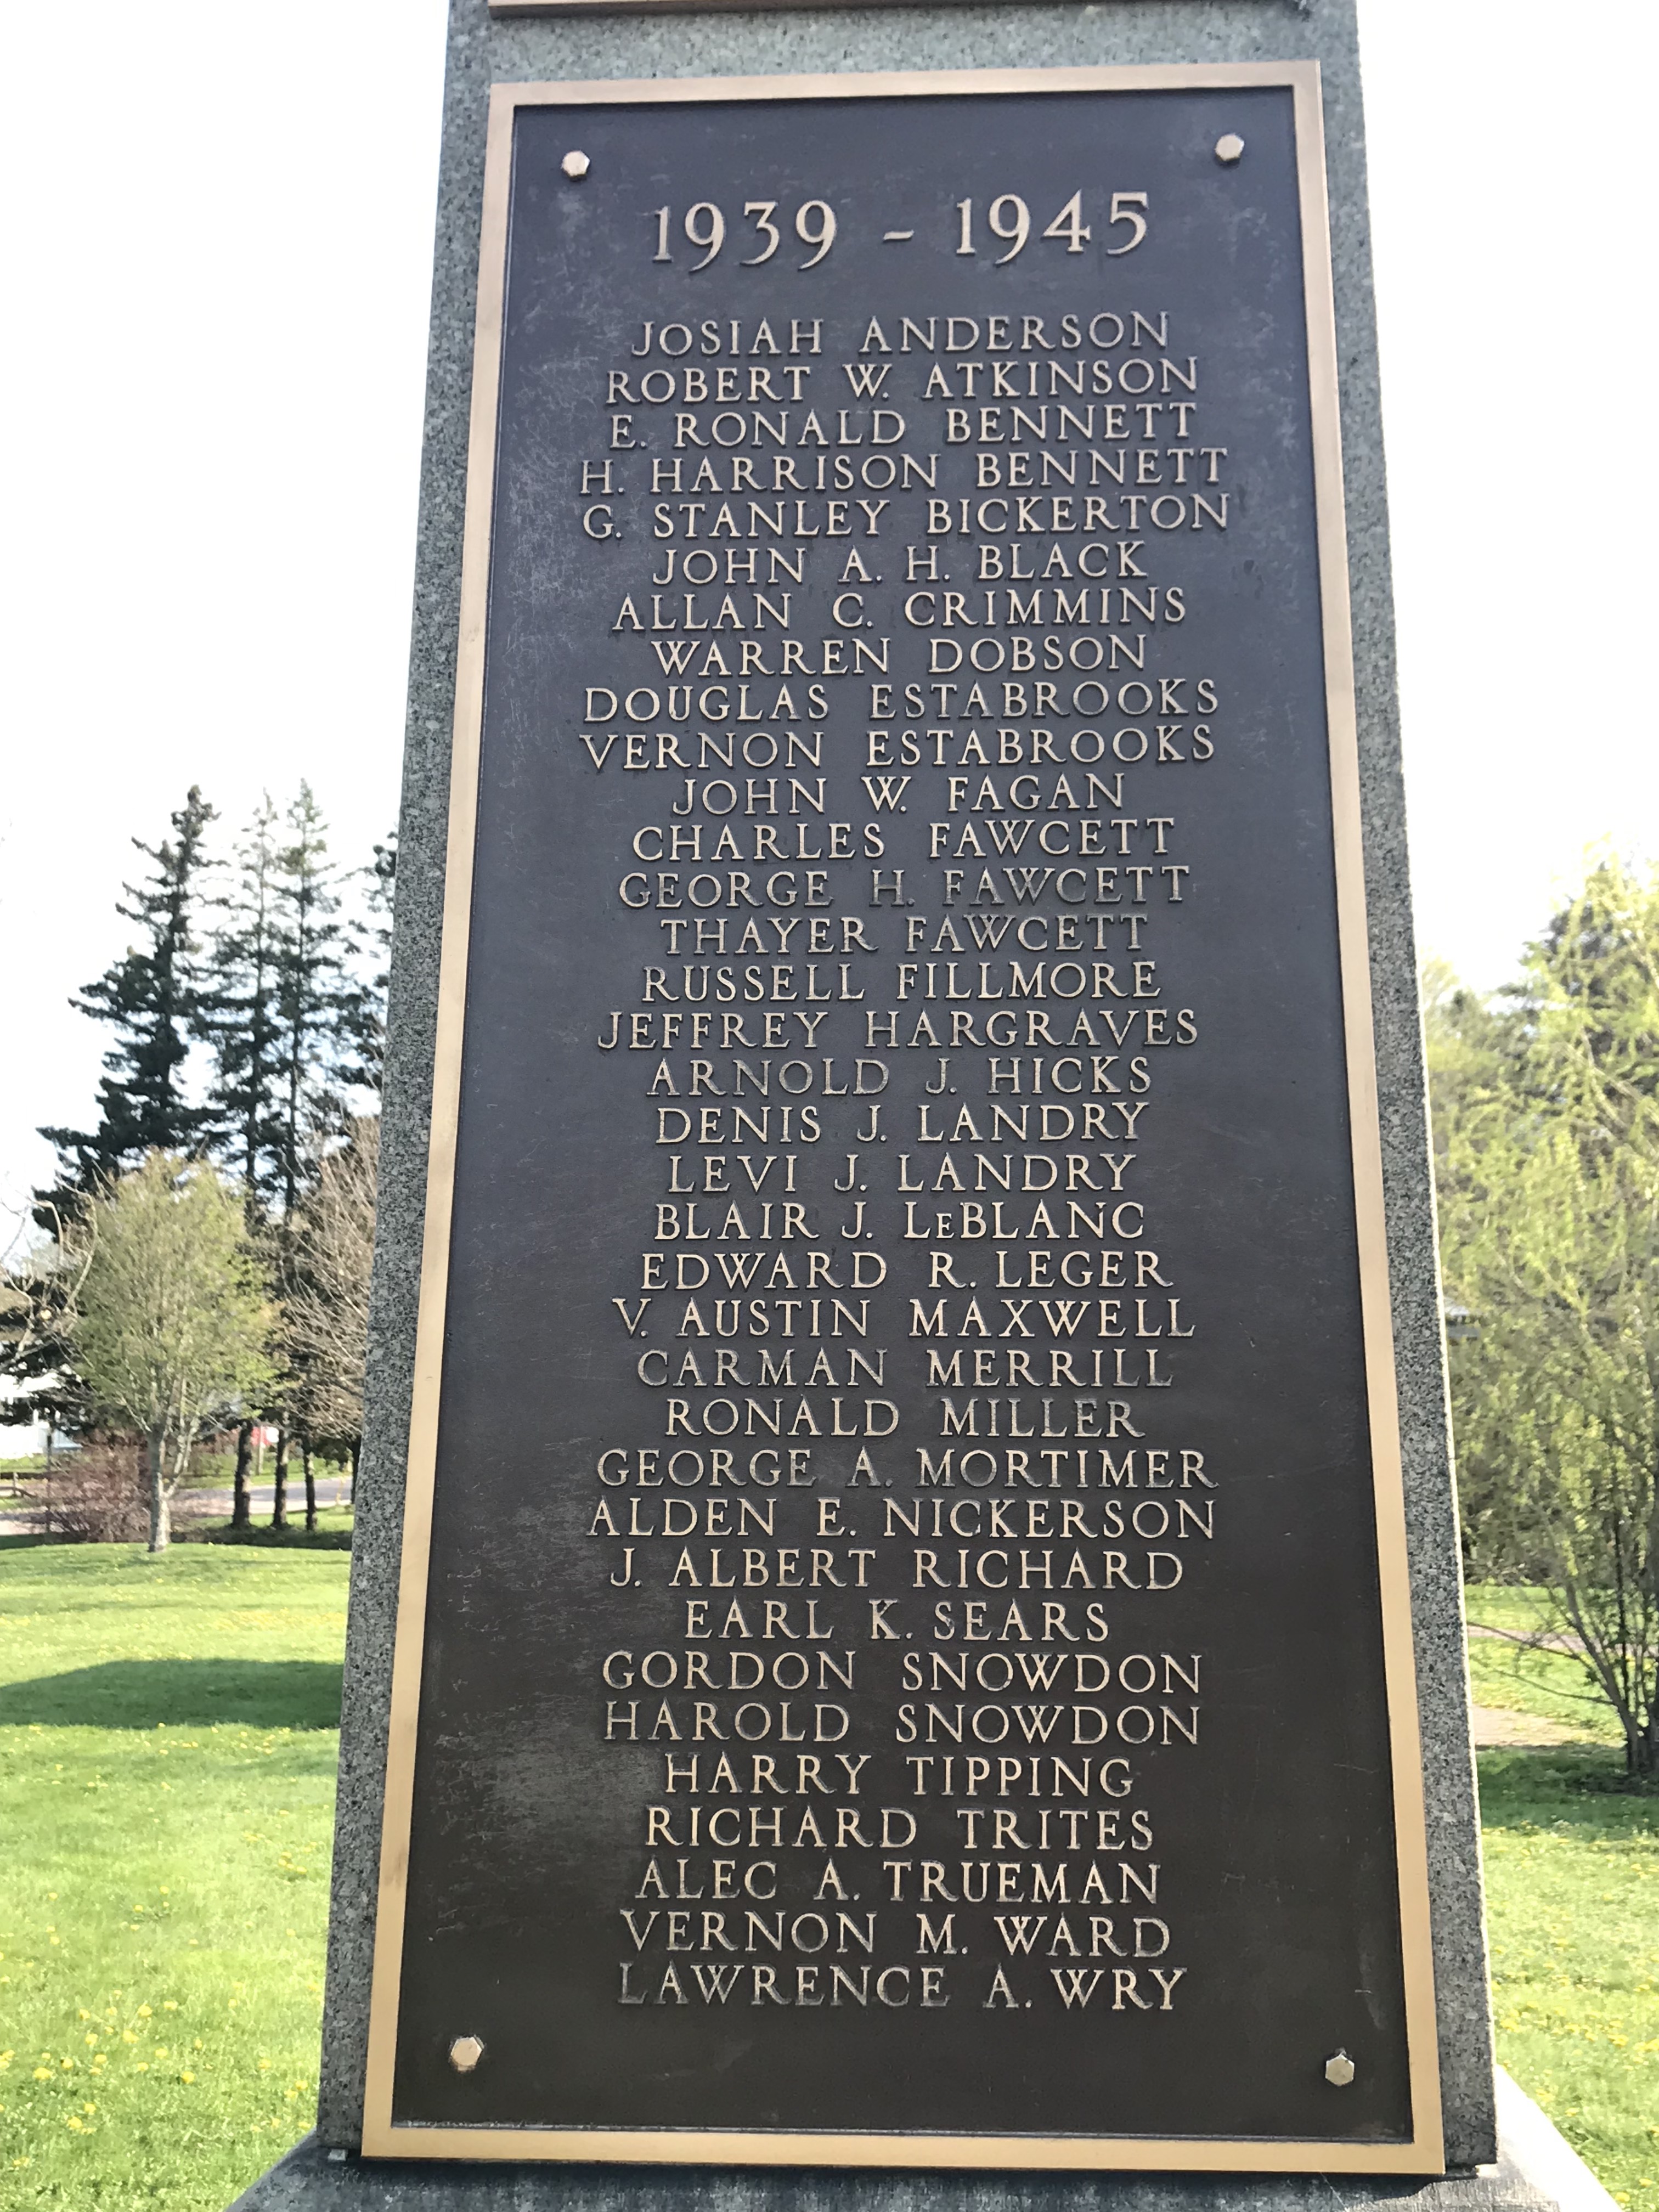 1939 - 1945
JOSIAH ANDERSON
ROBERT W. ATKINSON
E. RONALD BENNETT
H. HARRISON BENNETT
G. STANLEY BICKERTON
JOHN A. H. BLACK
ALLAN C. CRIMMINS
WARREN DOBSON
DOUGLAS ESTABROOKS
VERNON ESTABROOKS
JOHN W. FAGAN
CHARLES FAWCETT
GEORGE H. FAWCETT
THAYER FAWCETT
RUSSELL FILLMORE
JEFFREY HARGRAVES
ARNOLD J. HICKS
DENIS J. LANDRY
LEVI J. LANDRY
BLAIR J. LeBLANC
EDWARD R. LEGER
V. AUSTIN MAXWELL
CARMAN MERRILL
RONALD MILLER
GEORGE A. MORTIMER
ALDEN E. NICKERSON
J. ALBERT RICHARD
EARL K. SEARS
GORDON SNOWDON
HAROLD SNOWDON
HARRY TIPPING
RICHARD TRITES
ALEC A. TRUEMAN
VERNON M. WARD
LAWRENCE A. WRY